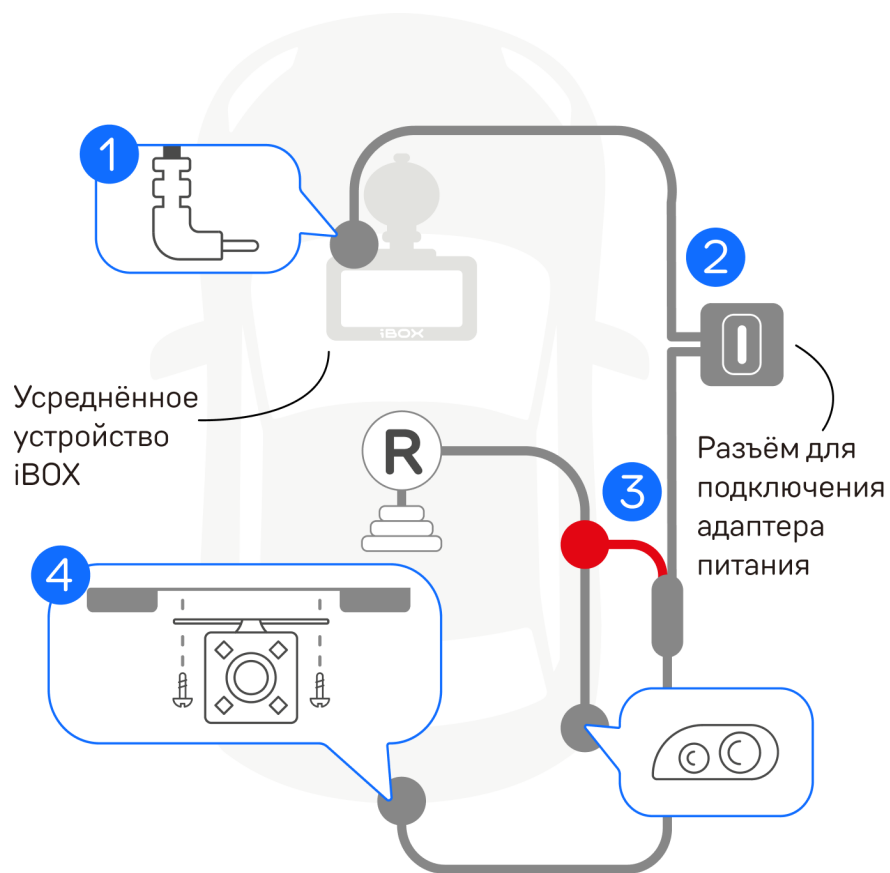 1
2
iBOX
Усреднённое
устройство
iBOX
R
3
Разъём для
подключения
адаптера
питания
4